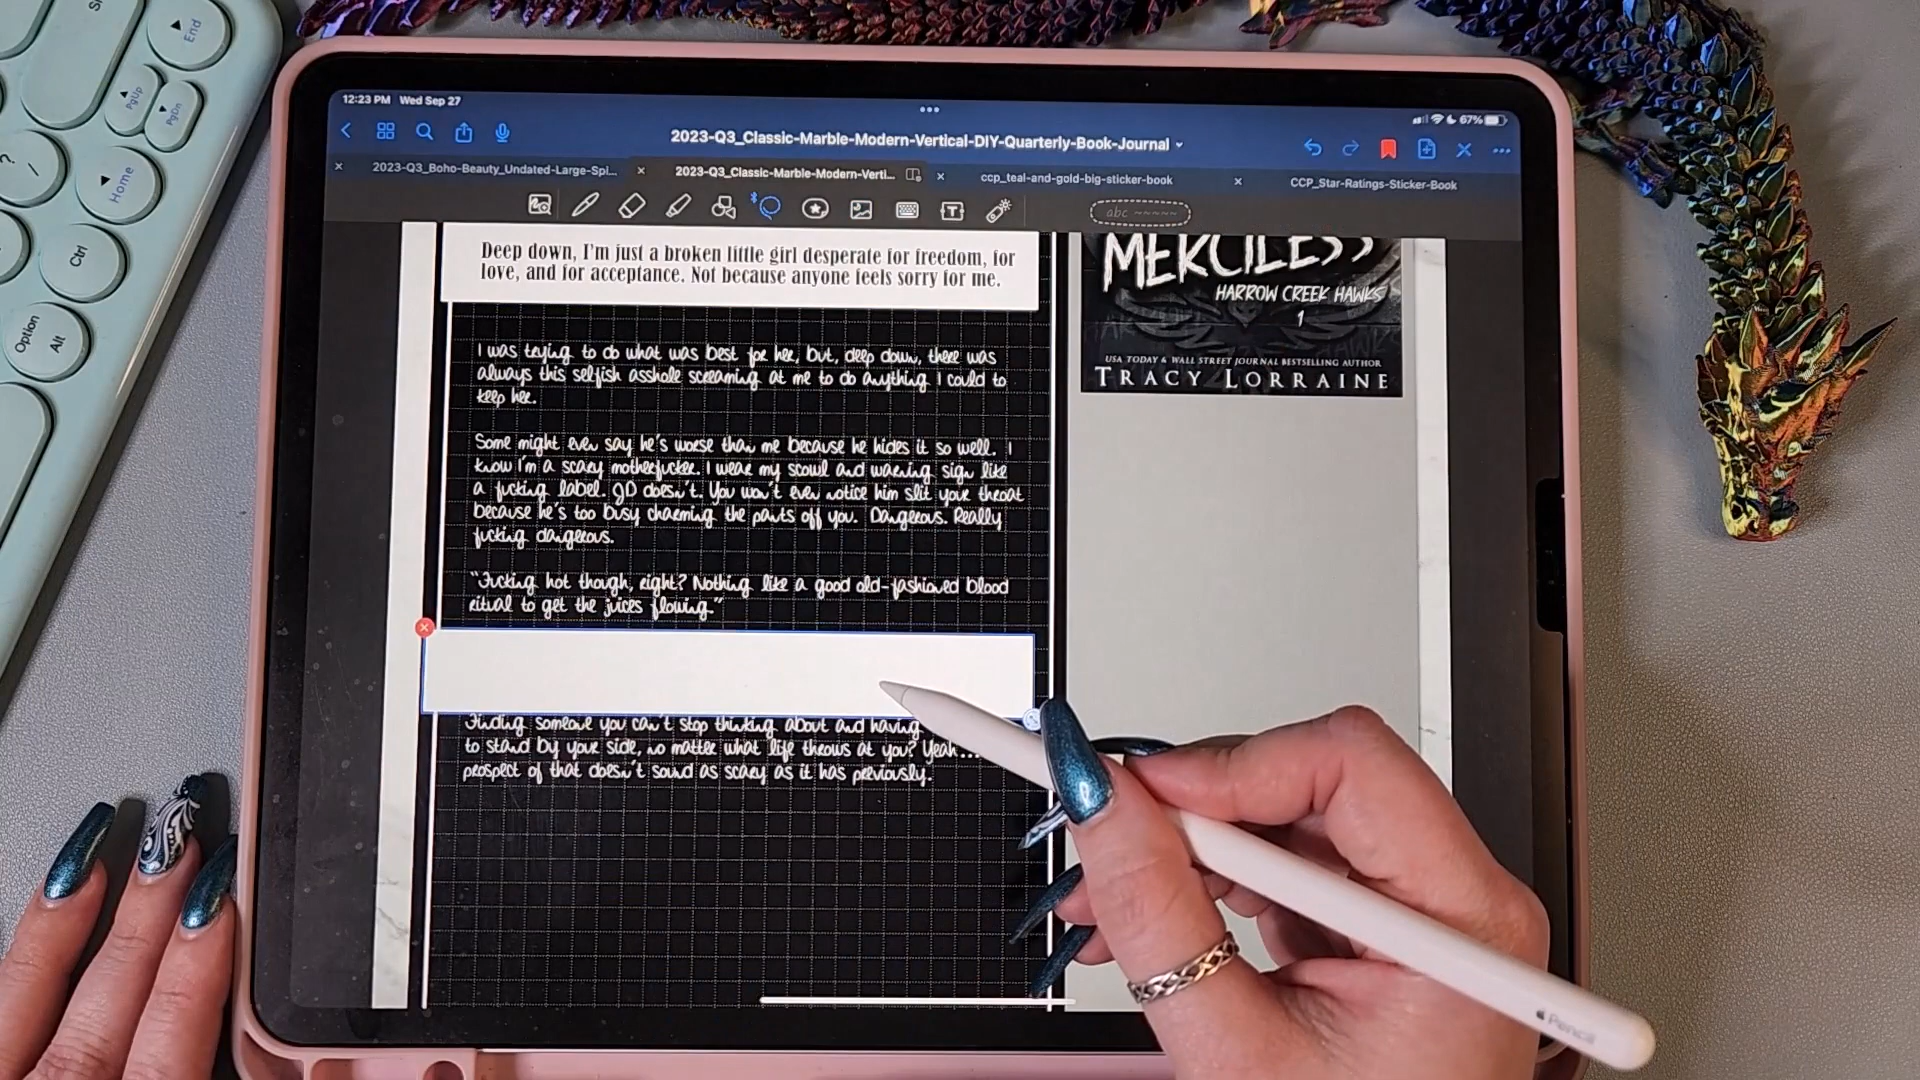 End
PgUp
PgDn
Home
Ctrl
Option
Alt
?
/
12:23 PM Wed Sep 27
67%
2023-Q3_Classic-Marble-Modern-Vertical-DIY-Quarterly-Book-Journal
2023-Q3_Boho-Beauty_Undated-Large-Spi...
2023-Q3_Classic-Marble-Modern-Verti...
ccp_teal-and-gold-big-sticker-book
CCP_Star-Ratings-Sticker-Book
abc
Deep down, I'm just a broken little girl desperate for freedom, for
love, and for acceptance. Not because anyone feels sorry for me.
I was trying to do what was best for her, but, deep down, there was
always this selfish asshole screaming at me to do anything I could to
keep her.
Some might even say he's worse than me because he hides it so well. I
know I'm a scary motherfucker. I wear my scowl and warning sign like
a fucking label. JD doesn't. You won't even notice him slit your throat
because he's too busy charming the pants off you. Dangerous. Really
fucking dangerous.
"Fucking hot though, right? Nothing like a good old-fashioned blood
ritual to get the juices flowing."
Finding someone you can't stop thinking about and having
to stand by your side, no matter what life throws at you? Yeah...
prospect of that doesn't sound as scary as it has previously.
MERCILESS
HARROW CREEK HAWKS
1
USA TODAY & WALL STREET JOURNAL BESTSELLING AUTHOR
TRACY LORRAINE
Pencil